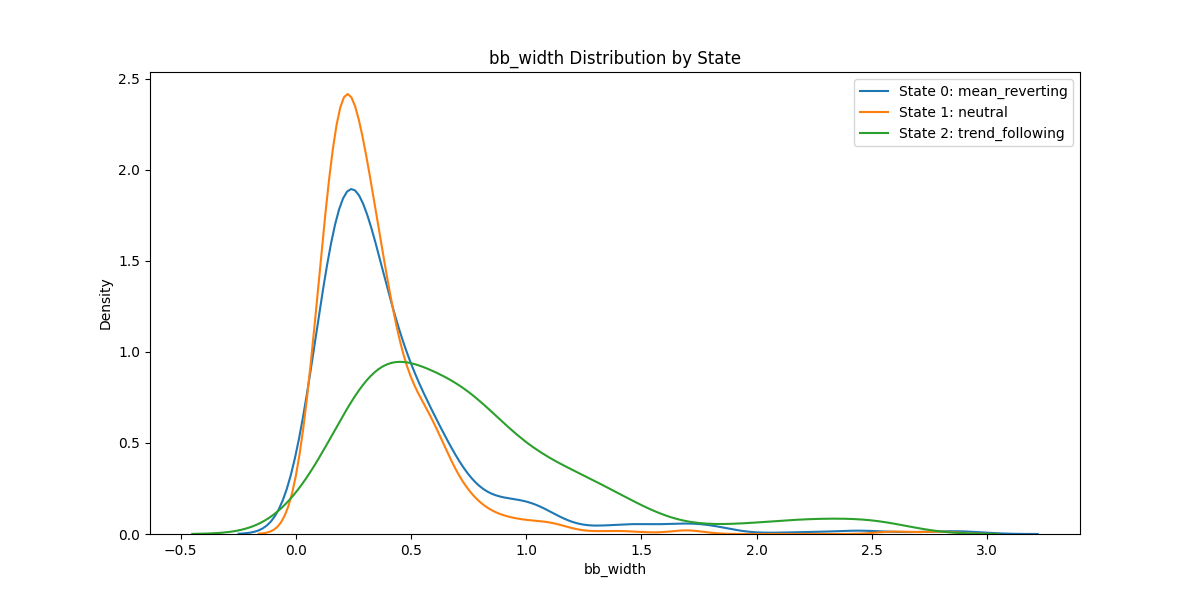 bb_width Distribution by State
2.5
2.0
1.5
1.0
0.5
0.0
Density
State 0: mean_reverting
State 1: neutral
State 2: trend_following
−0.5
0.0
0.5
1.0
1.5
2.0
2.5
3.0
bb_width